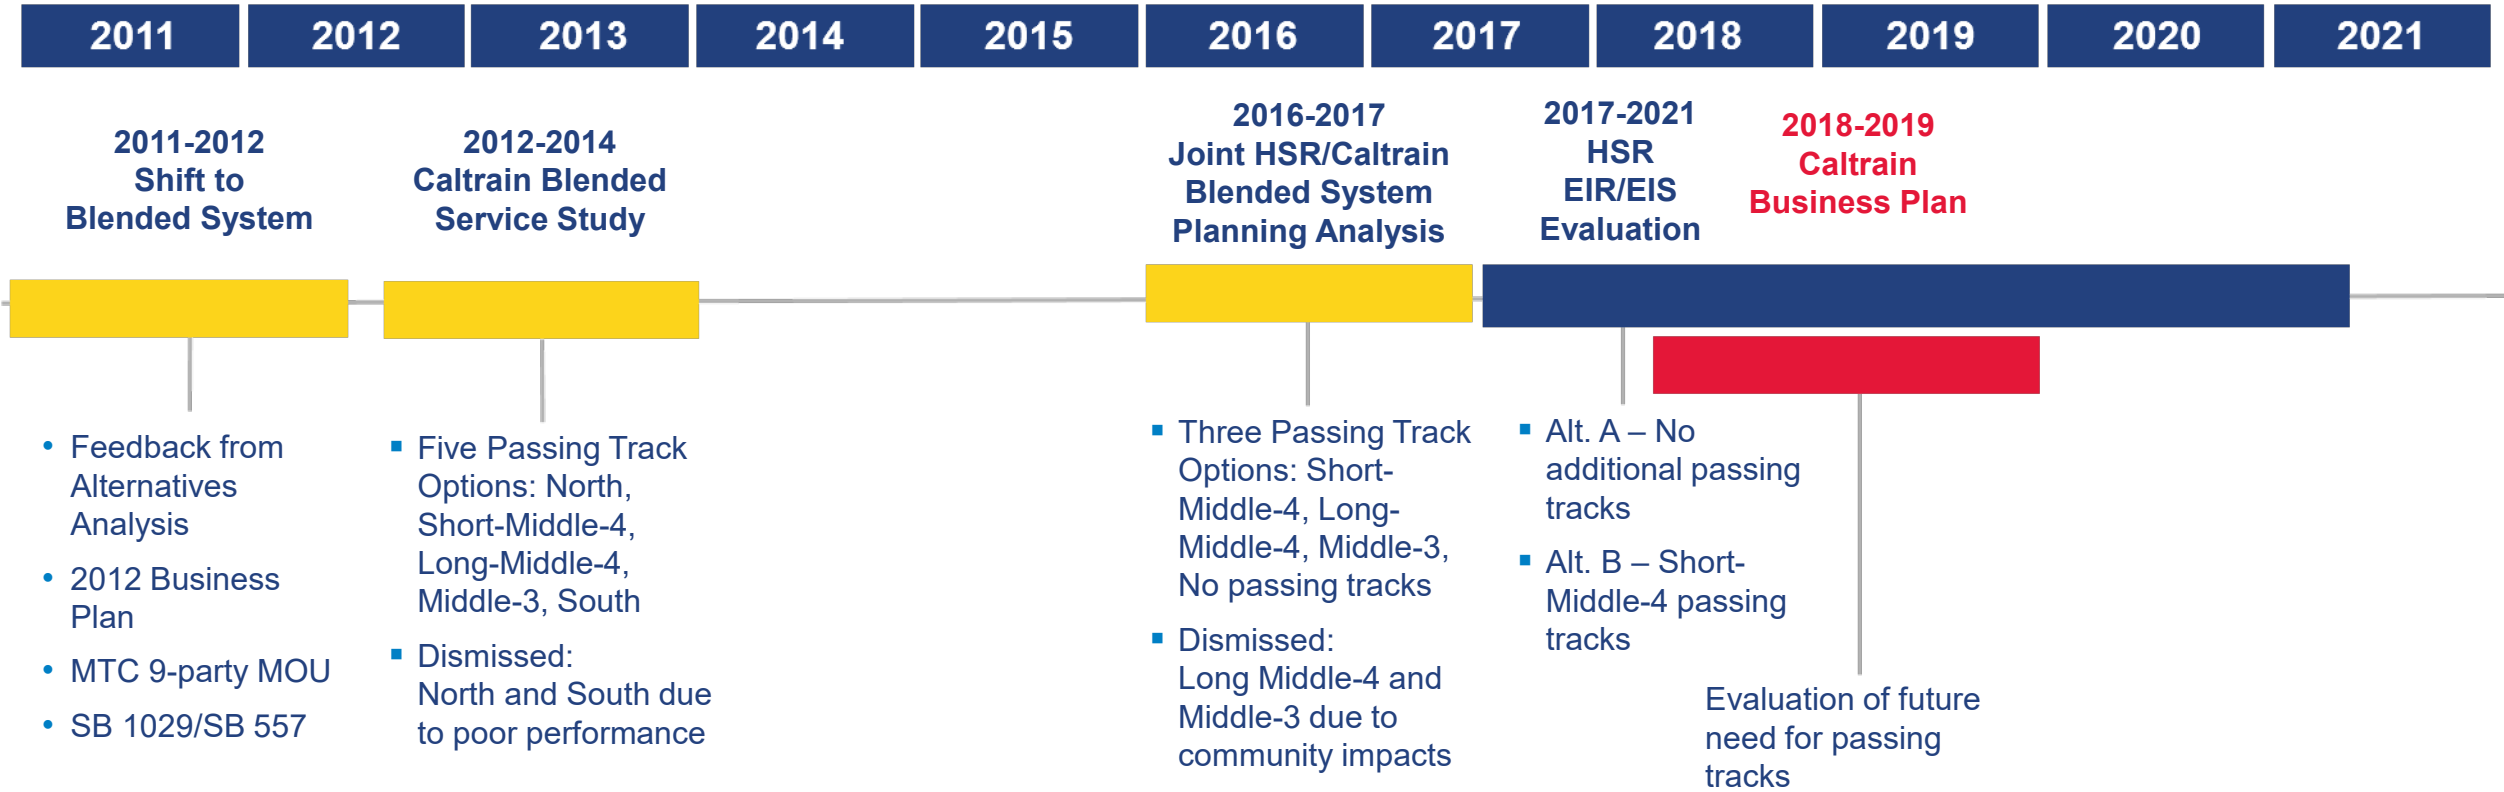 2011
2012
2013
2014
2015
2016
2017
2018
2019
2020
2021
2011-2012
Shift to
Blended System
2012-2014
Caltrain Blended
Service Study
2016-2017
Joint HSR/Caltrain
Blended System
Planning Analysis
2017-2021
HSR
EIR/EIS
Evaluation
2018-2019
Caltrain
Business Plan
• Feedback from
Alternatives
Analysis
• 2012 Business
Plan
• MTC 9-party MOU
• SB 1029/SB 557
▪ Five Passing Track
Options: North,
Short-Middle-4,
Long-Middle-4,
Middle-3, South
▪ Dismissed:
North and South due
to poor performance
▪ Three Passing Track
Options: Short-
Middle-4, Long-
Middle-4, Middle-3,
No passing tracks
▪ Dismissed:
Long Middle-4 and
Middle-3 due to
community impacts
▪ Alt. A – No
additional passing
tracks
▪ Alt. B – Short-
Middle-4 passing
tracks
Evaluation of future
need for passing
tracks